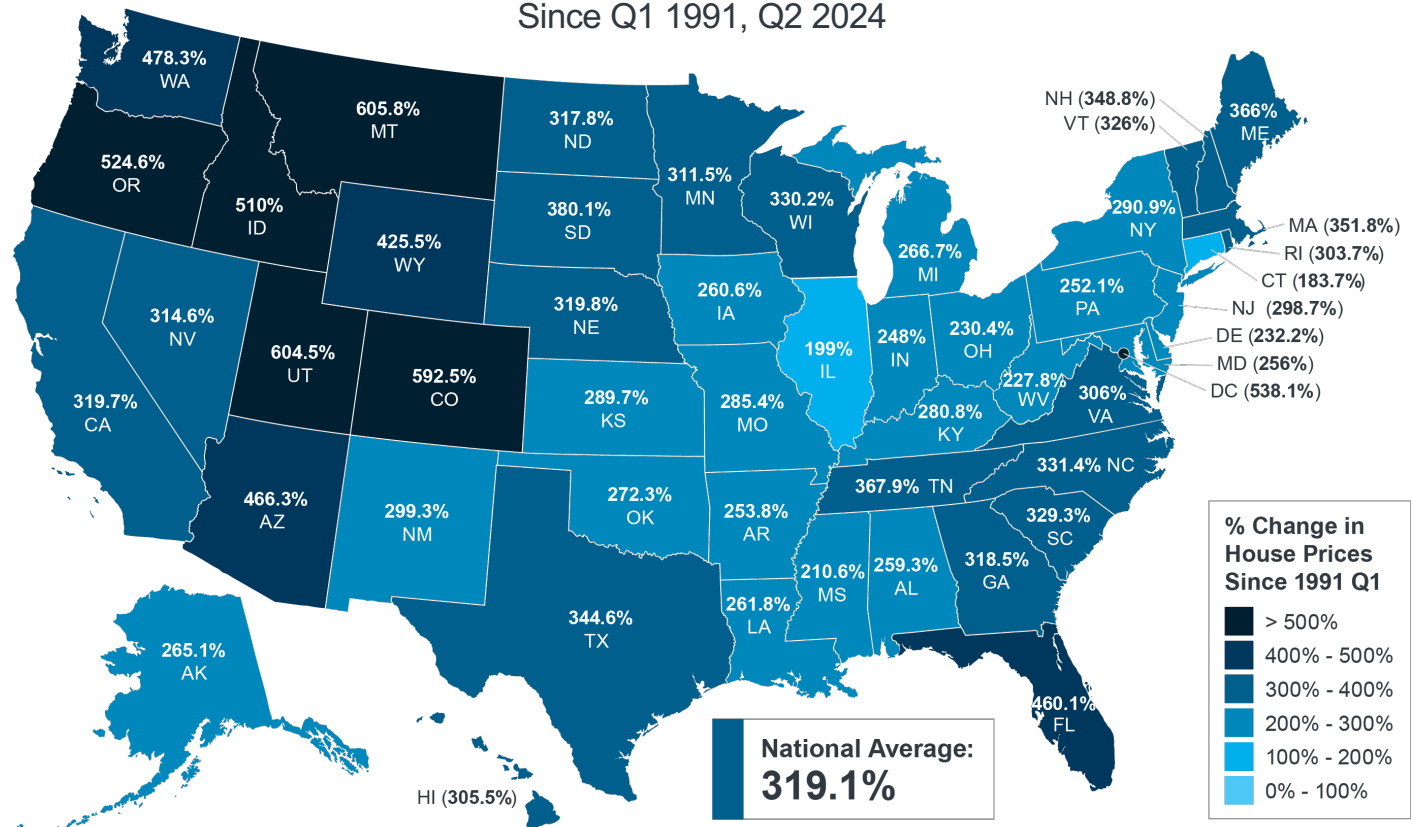 Since Q1 1991, Q2 2024
478.3%
WA
605.8%
MT
317.8%
ND
NH (348.8%)
VT (326%)
366%
ME
524.6%
OR
510%
ID
311.5%
MN
330.2%
WI
380.1%
SD
425.5%
WY
290.9%
NY
MA (351.8%)
RI (303.7%)
CT (183.7%)
NJ (298.7%)
DE (232.2%)
MD (256%)
DC (538.1%)
266.7%
MI
252.1%
PA
260.6%
IA
319.8%
NE
314.6%
NV
604.5%
UT
592.5%
CO
199%
IL
248%
IN
230.4%
OH
227.8%
WV
306%
VA
319.7%
CA
289.7%
KS
285.4%
MO
280.8%
KY
331.4% NC
367.9% TN
466.3%
AZ
299.3%
NM
272.3%
OK
253.8%
AR
329.3%
SC
318.5%
GA
210.6%
MS
259.3%
AL
261.8%
LA
344.6%
TX
265.1%
AK
460.1%
FL
HI (305.5%)
National Average:
319.1%
% Change in
House Prices
Since 1991 Q1
> 500%
400% - 500%
300% - 400%
200% - 300%
100% - 200%
0% - 100%